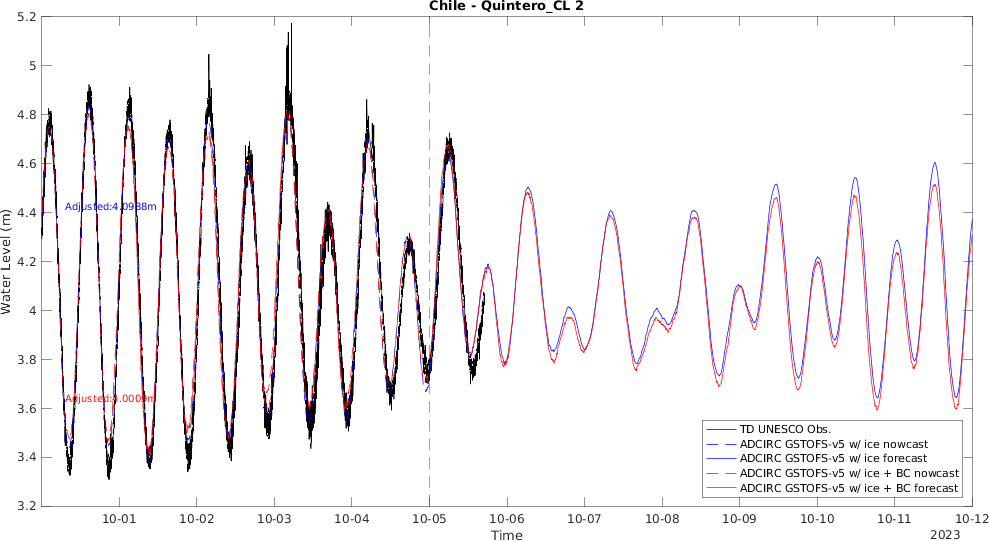 Chile - Quintero_CL 2
Water Level (m)
5.2
5
4.8
4.6
4.4
4.2
4
3.8
3.6
3.4
3.2
Adjusted:4.0988m
Adjusted:4.0009m
TD UNESCO Obs.
ADCIRC GSTOFS-v5 w/ ice nowcast
ADCIRC GSTOFS-v5 w/ ice forecast
ADCIRC GSTOFS-v5 w/ ice + BC nowcast
ADCIRC GSTOFS-v5 w/ ice + BC forecast
10-01 10-02 10-03 10-04 10-05 10-06 10-07 10-08 10-09 10-10 10-11 10-12
Time
2023